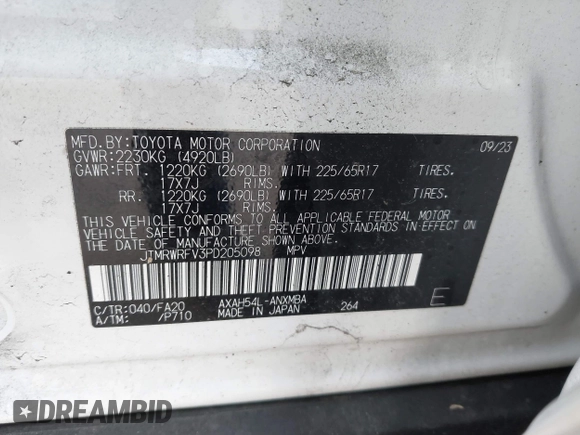 MFD.BY:TOYOTA MOTOR CORPORATION 09/23
GVWR:2230KG (4920LB)
GAWR:FRT. 1220KG (2690LB) WITH 225/65R17 TIRES.
17X7J RIMS.
RR. 1220KG (2690LB) WITH 225/65R17 TIRES.
17X7J RIMS.
THIS VEHICLE CONFORMS TO ALL APPLICABLE FEDERAL MOTOR
VEHICLE SAFETY AND THEFT PREVENTION STANDARDS IN EFFECT
ON THE DATE OF MANUFACTURE SHOWN ABOVE.
JTMRWRFV3PD205098 MPV
C/TR:040/FA20 AXAH54L-ANXMBA E
A/TM: /P710 MADE IN JAPAN 264
DREAMBID